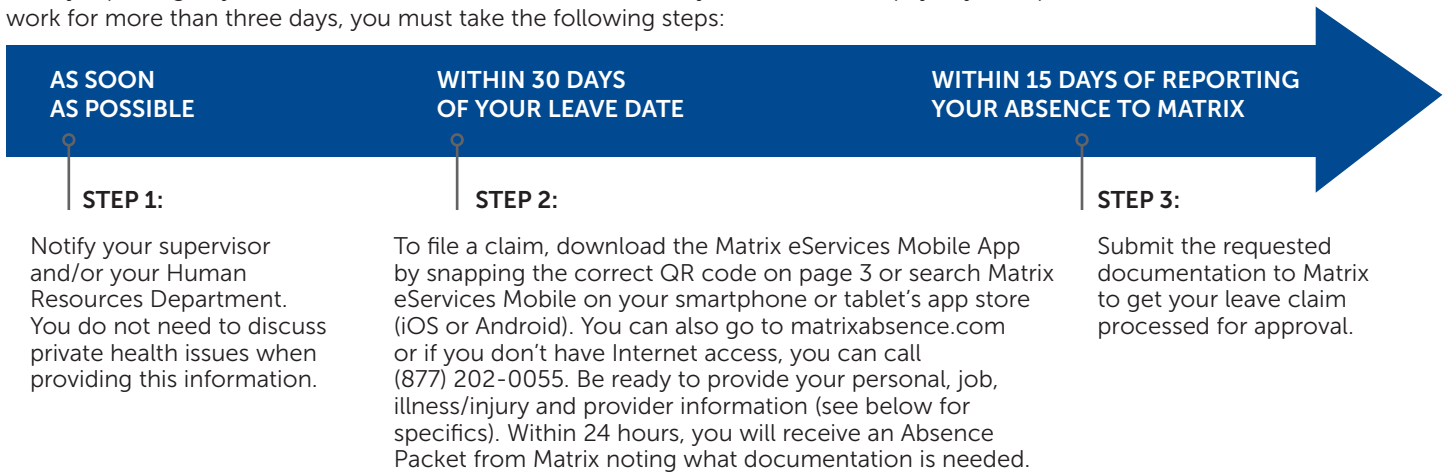 work for more than three days, you must take the following steps:
AS SOON
AS POSSIBLE
WITHIN 30 DAYS
OF YOUR LEAVE DATE
WITHIN 15 DAYS OF REPORTING
YOUR ABSENCE TO MATRIX
STEP 1:
Notify your supervisor
and/or your Human
Resources Department.
You do not need to discuss
private health issues when
providing this information.
STEP 2:
To file a claim, download the Matrix eServices Mobile App
by snapping the correct QR code on page 3 or search Matrix
eServices Mobile on your smartphone or tablet’s app store
(iOS or Android). You can also go to matrixabsence.com
or if you don’t have Internet access, you can call
(877) 202-0055. Be ready to provide your personal, job,
illness/injury and provider information (see below for
specifics). Within 24 hours, you will receive an Absence
Packet from Matrix noting what documentation is needed.
STEP 3:
Submit the requested
documentation to Matrix
to get your leave claim
processed for approval.